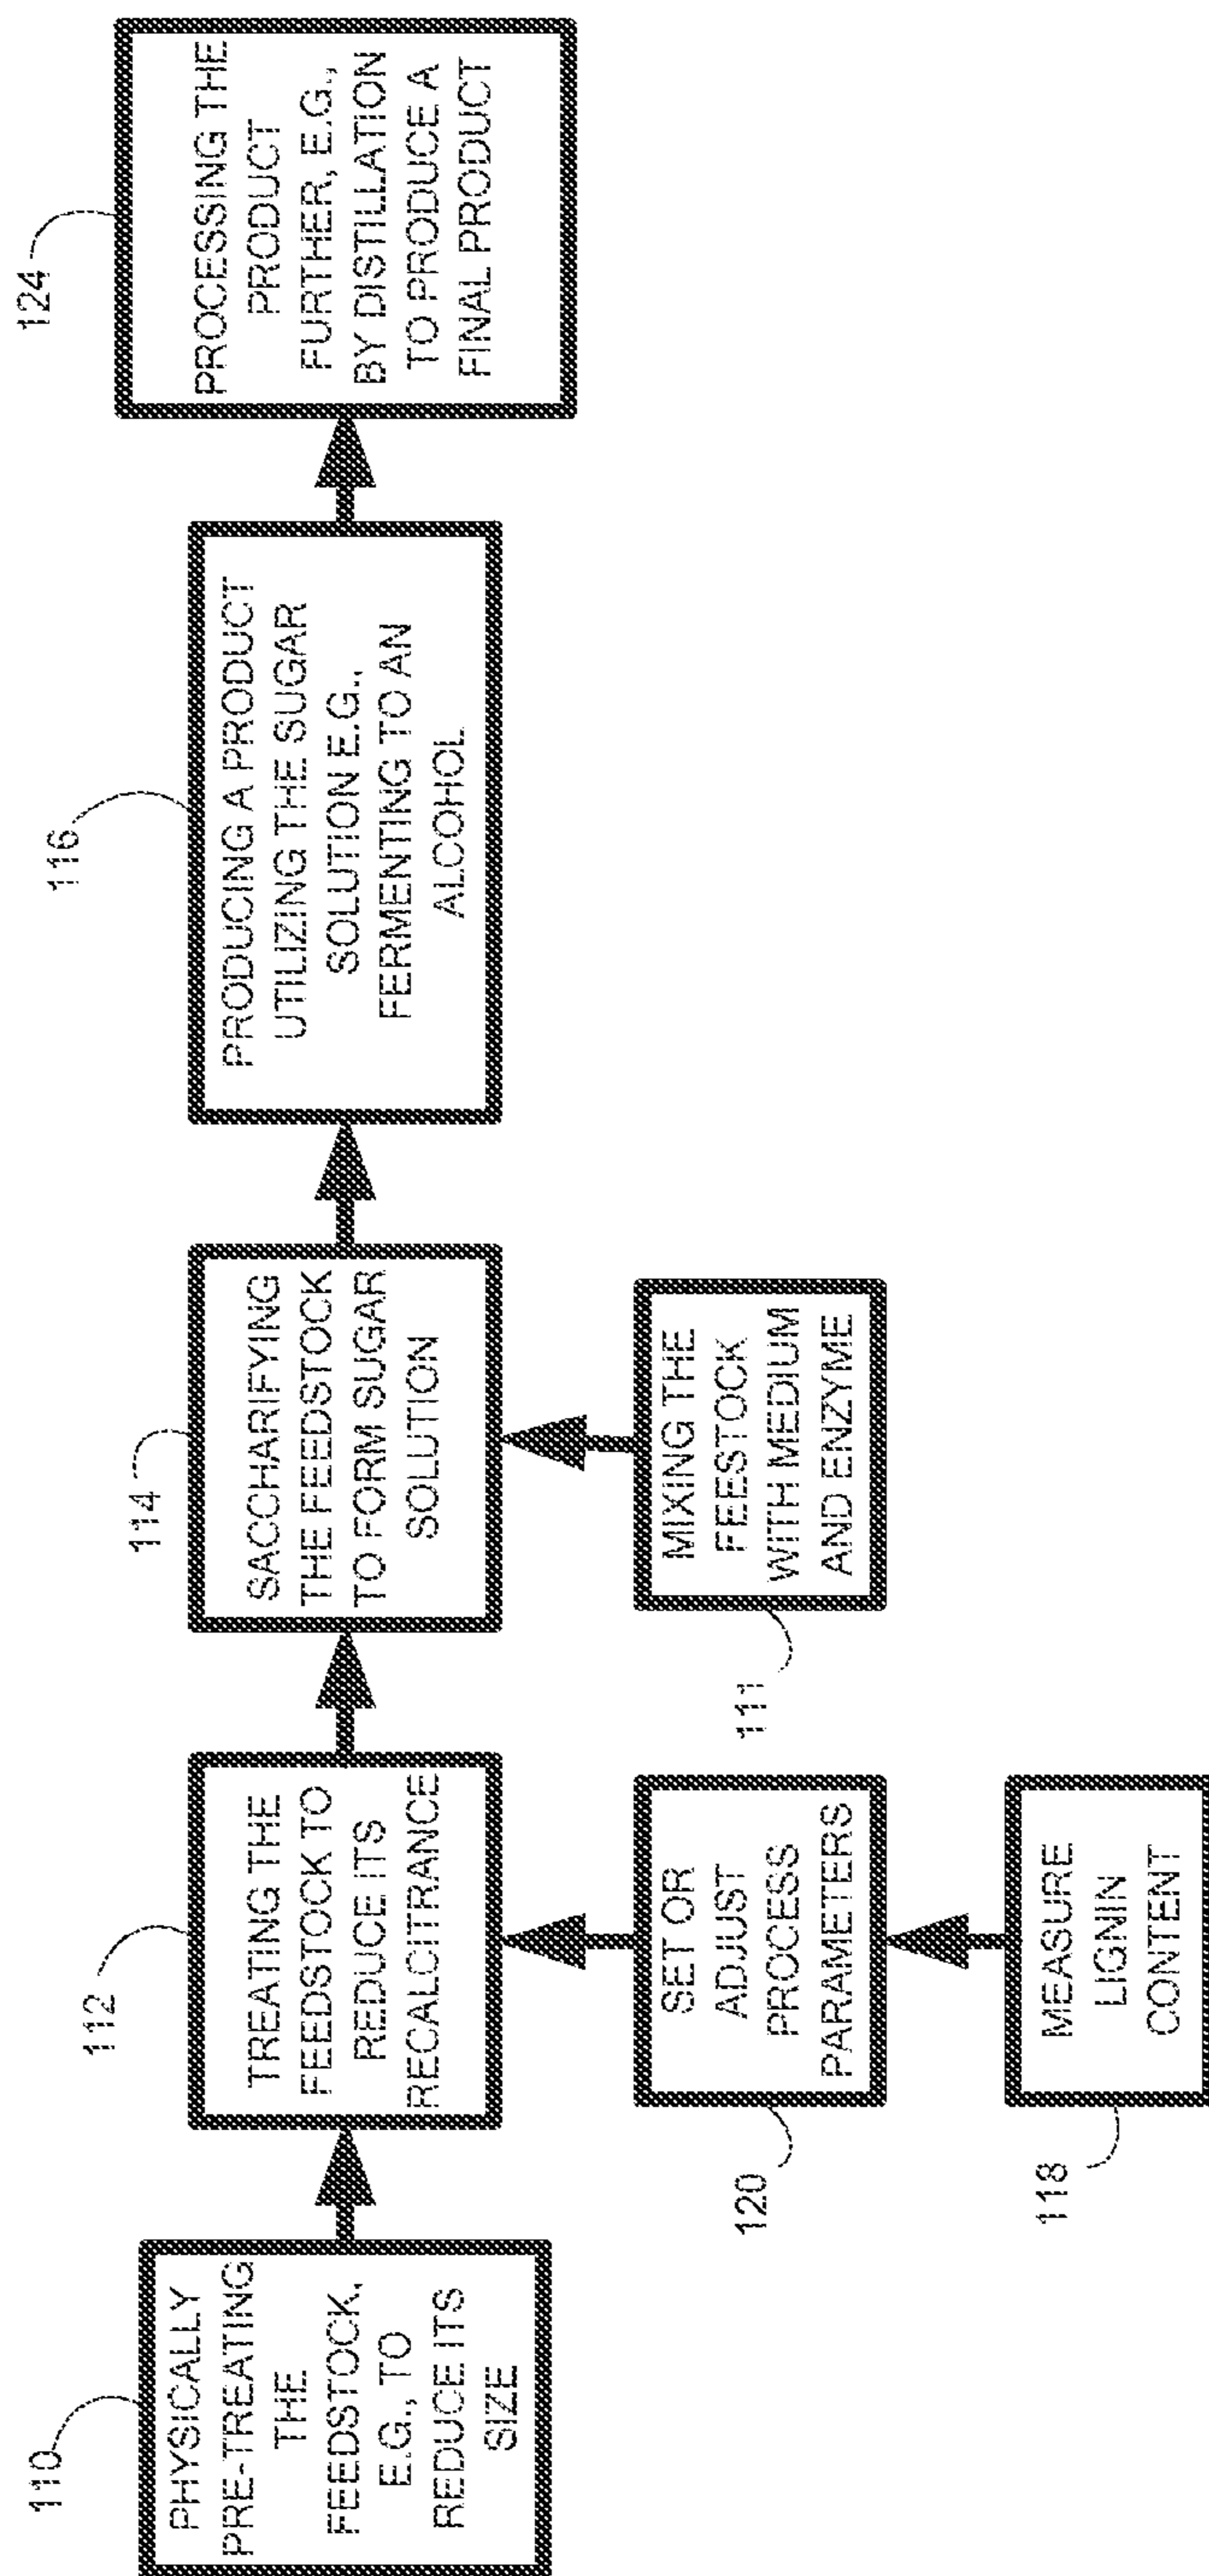 110
PHYSICALLY
PRE-TREATING
THE
FEEDSTOCK,
E.G., TO
REDUCE ITS
SIZE
112
TREATING THE
FEEDSTOCK TO
REDUCE ITS
RECALCITRANCE
114
SACCHARIFYING
THE FEEDSTOCK
TO FORM SUGAR
SOLUTION
116
PRODUCING A PRODUCT
UTILIZING THE SUGAR
SOLUTION E.G.,
FERMENTING TO AN
ALCOHOL
124
PROCESSING THE
PRODUCT
FURTHER, E.G.,
BY DISTILLATION
TO PRODUCE A
FINAL PRODUCT
120
SET OR
ADJUST
PROCESS
PARAMETERS
111
MIXING THE
FEESTOCK
WITH MEDIUM
AND ENZYME
118
MEASURE
LIGNIN
CONTENT